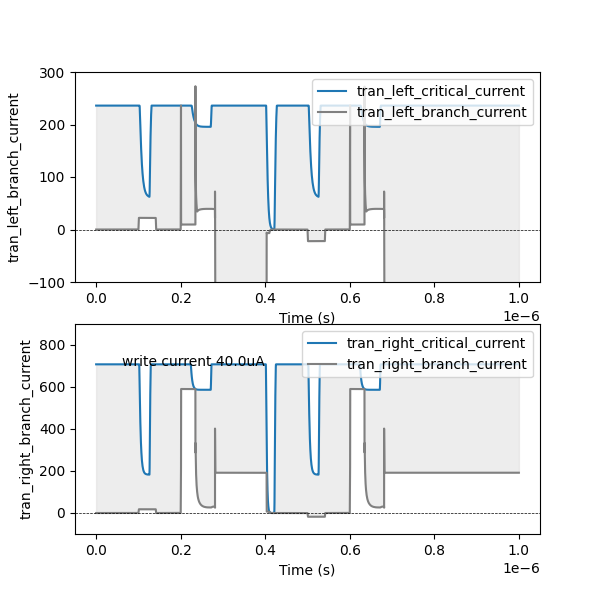 300
200
100
0
−100
tran_left_branch_current
tran_left_critical_current
tran_left_branch_current
0.0 0.2 0.4 0.6 0.8 1.0
Time (s)
1e−6
800
600
400
200
0
tran_right_branch_current
write current 40.0uA
tran_right_critical_current
tran_right_branch_current
0.0 0.2 0.4 0.6 0.8 1.0
Time (s)
1e−6